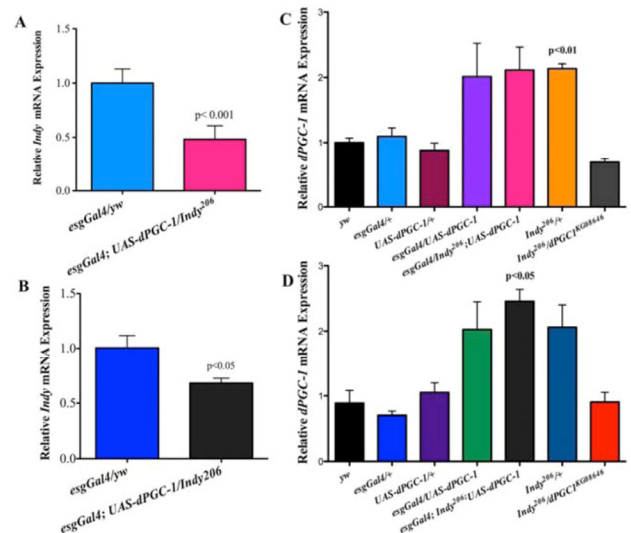 A
Relative Indy mRNA Expression
1.5
1.0
0.5
0.0
p< 0.001
esgGal4/yw
esgGal4; UAS-dPGC-1/Indy206
B
Relative Indy mRNA Expression
1.5
1.0
0.5
0.0
p<0.05
esgGal4/yw
esgGal4; UAS-dPGC-1/Indy206
C
Relative dPGC-1 mRNA Expression
3
2
1
0
p<0.01
yw
esgGal4/+
UAS-dPGC-1/+
esgGal4/UAS-dPGC-1
esgGal4/Indy206;UAS-dPGC-1
Indy206/+
Indy206/dPGC1KG08646
D
Relative dPGC-1 mRNA Expression
3
2
1
0
p<0.05
yw
esgGal4/+
UAS-dPGC-1/+
esgGal4/UAS-dPGC-1
esgGal4; Indy206;UAS-dPGC-1
Indy206/+
Indy206/dPGC1KG08646